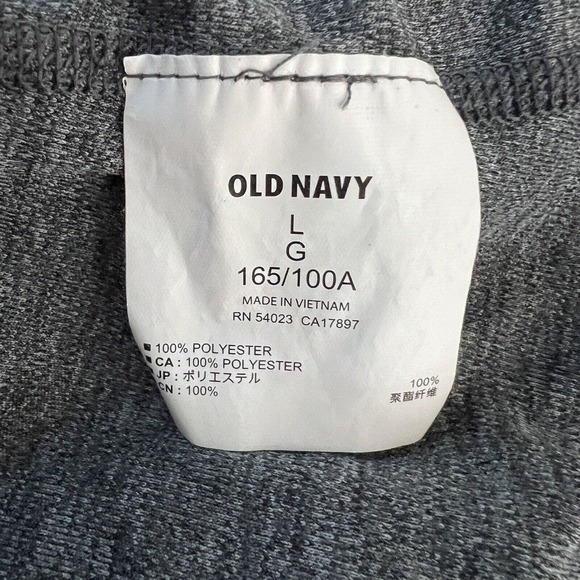 OLD NAVY
L
G
165/100A
MADE IN VIETNAM
RN 54023 CA17897
100% POLYESTER
CA : 100% POLYESTER
JP : ポリエステル 100%
CN : 100% 聚酯纤维